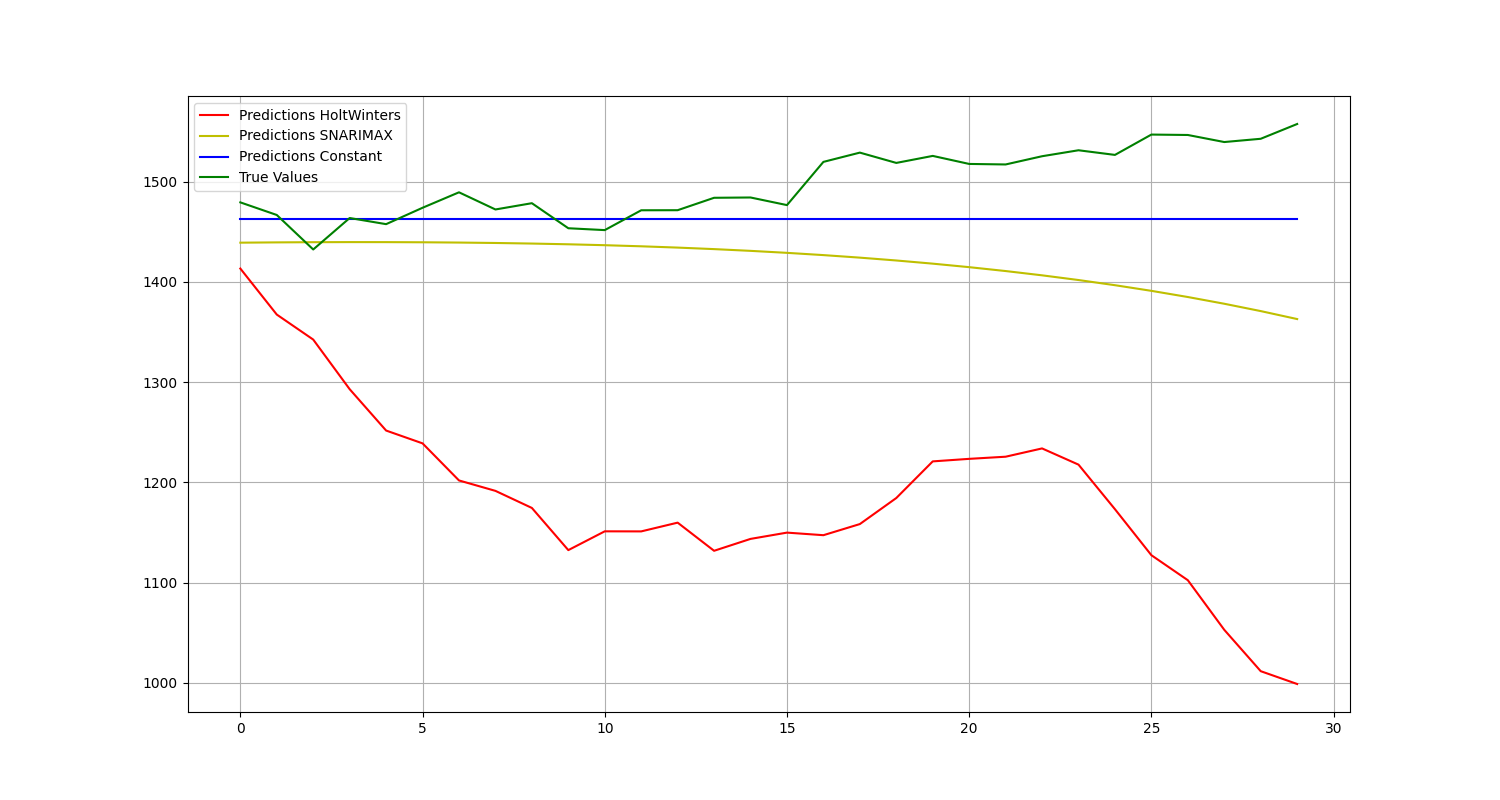 Predictions HoltWinters
Predictions SNARIMAX
Predictions Constant
True Values
1500
1400
1300
1200
1100
1000
0 5 10 15 20 25 30